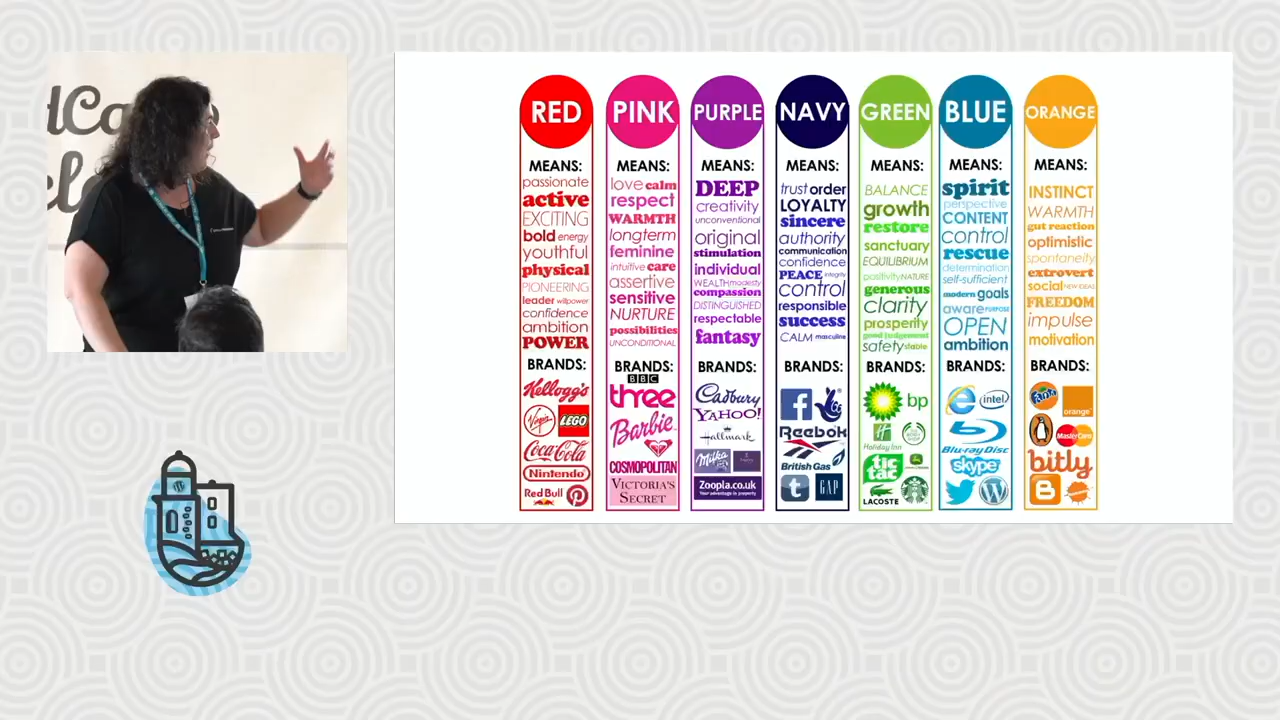 RED
MEANS:
passionate
active
EXCITING
bold energy
youthful
physical
PIONEERING
leader willpower
confidence
ambition
POWER
BRANDS:
Kellogg's
Virgin LEGO
Coca-Cola
Nintendo
Red Bull
PINK
MEANS:
love calm
respect
WARMTH
longterm
feminine
intuitive care
assertive
sensitive
NURTURE
possibilities
UNCONDITIONAL
BRANDS:
BBC
three
Barbie
COSMOPOLITAN
VICTORIA'S
SECRET
PURPLE
MEANS:
DEEP
creativity
unconventional
original
stimulation
individual
WEALTH modesty
compassion
DISTINGUISHED
respectable
fantasy
BRANDS:
Cadbury
YAHOO!
Hallmark
Milka
Zoopla.co.uk
Your advantage in property
NAVY
MEANS:
trust order
LOYALTY
sincere
authority
communication
confidence
PEACE integrity
control
responsible
success
CALM masculine
BRANDS:
f
Reebok
British Gas
t GAP
GREEN
MEANS:
BALANCE
growth
restore
sanctuary
EQUILIBRIUM
positivity NATURE
generous
clarity
prosperity
good judgement
safety stable
BRANDS:
bp
Holiday Inn
tic
tac
LACOSTE
BLUE
MEANS:
spirit
perspective
CONTENT
control
rescue
determination
self-sufficient
modern goals
aware PURPOSE
OPEN
ambition
BRANDS:
intel
Blu-ray Disc
skype
ORANGE
MEANS:
INSTINCT
WARMTH
gut reaction
optimistic
spontaneity
extrovert
social NEW IDEAS
FREEDOM
impulse
motivation
BRANDS:
Fanta
orange
MasterCard
bitly